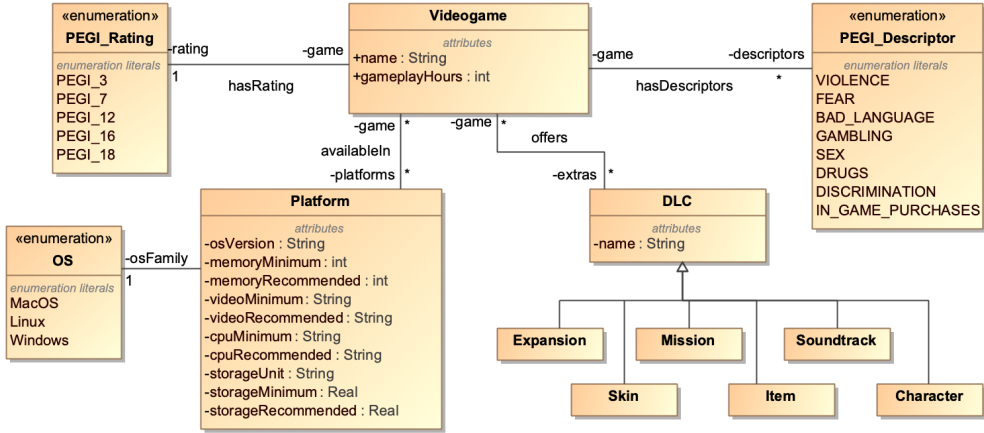 «enumeration»
PEGI_Rating
enumeration literals
PEGI_3
PEGI_7
PEGI_12
PEGI_16
PEGI_18
-rating
1
hasRating
-game
Videogame
attributes
+name : String
+gameplayHours : int
-game
hasDescriptors
-descriptors
*
«enumeration»
PEGI_Descriptor
enumeration literals
VIOLENCE
FEAR
BAD_LANGUAGE
GAMBLING
SEX
DRUGS
DISCRIMINATION
IN_GAME_PURCHASES
-game
*
availableIn
-platforms
*
-game
*
offers
-extras
*
Platform
attributes
-osVersion : String
-memoryMinimum : int
-memoryRecommended : int
-videoMinimum : String
-videoRecommended : String
-cpuMinimum : String
-cpuRecommended : String
-storageUnit : String
-storageMinimum : Real
-storageRecommended : Real
«enumeration»
OS
enumeration literals
MacOS
Linux
Windows
-osFamily
1
DLC
attributes
-name : String
Expansion
Mission
Soundtrack
Skin
Item
Character